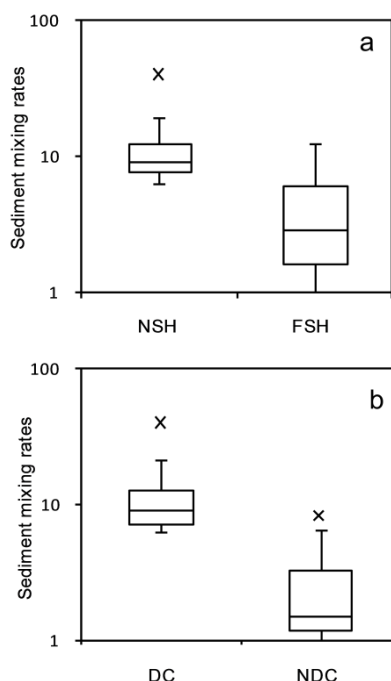 100
a
Sediment mixing rates
10
1
NSH FSH
100
b
Sediment mixing rates
10
1
DC NDC